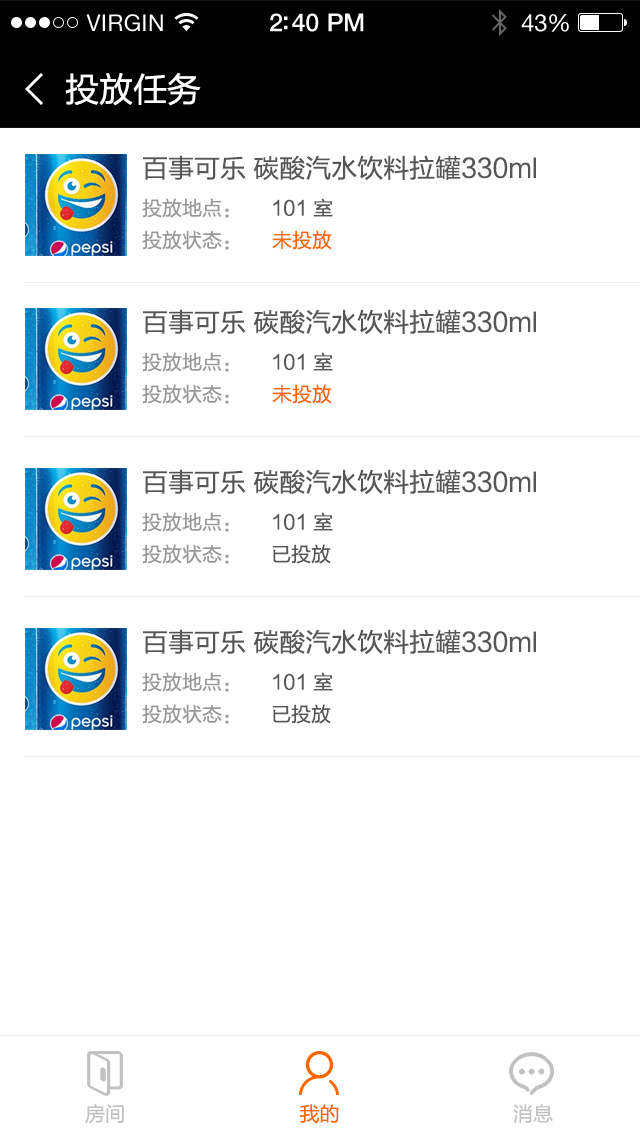 VIRGIN 2:40 PM 43%
投放任务
百事可乐 碳酸汽水饮料拉罐330ml
投放地点： 101 室
投放状态： 未投放
pepsi
百事可乐 碳酸汽水饮料拉罐330ml
投放地点： 101 室
投放状态： 未投放
pepsi
百事可乐 碳酸汽水饮料拉罐330ml
投放地点： 101 室
投放状态： 已投放
pepsi
百事可乐 碳酸汽水饮料拉罐330ml
投放地点： 101 室
投放状态： 已投放
pepsi
房间 我的 消息